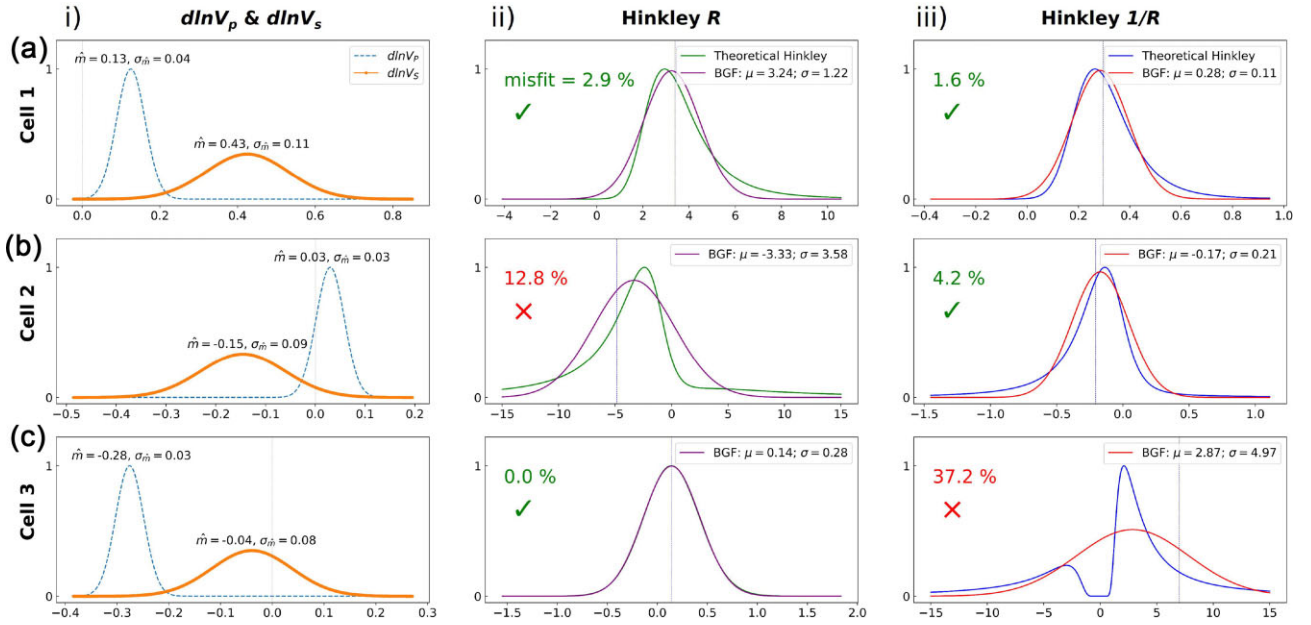 i) dlnVp & dlnVs
ii) Hinkley R
iii) Hinkley 1/R
(a)
Cell 1
m̂ = 0.13, σm̂ = 0.04
m̂ = 0.43, σm̂ = 0.11
dlnVP
dlnVS
1
0
0.0 0.2 0.4 0.6 0.8
misfit = 2.9 %
✓
Theoretical Hinkley
BGF: μ = 3.24; σ = 1.22
1
0
−4 −2 0 2 4 6 8 10
1.6 %
✓
Theoretical Hinkley
BGF: μ = 0.28; σ = 0.11
1
0
−0.4 −0.2 0.0 0.2 0.4 0.6 0.8 1.0
(b)
Cell 2
m̂ = 0.03, σm̂ = 0.03
m̂ = -0.15, σm̂ = 0.09
1
0
−0.5 −0.4 −0.3 −0.2 −0.1 0.0 0.1 0.2
12.8 %
✕
BGF: μ = -3.33; σ = 3.58
1
0
−15 −10 −5 0 5 10 15
4.2 %
✓
BGF: μ = -0.17; σ = 0.21
1
0
−1.5 −1.0 −0.5 0.0 0.5 1.0
(c)
Cell 3
m̂ = -0.28, σm̂ = 0.03
m̂ = -0.04, σm̂ = 0.08
1
0
−0.4 −0.3 −0.2 −0.1 0.0 0.1 0.2 0.3
0.0 %
✓
BGF: μ = 0.14; σ = 0.28
1
0
−1.5 −1.0 −0.5 0.0 0.5 1.0 1.5 2.0
37.2 %
✕
BGF: μ = 2.87; σ = 4.97
1
0
−15 −10 −5 0 5 10 15